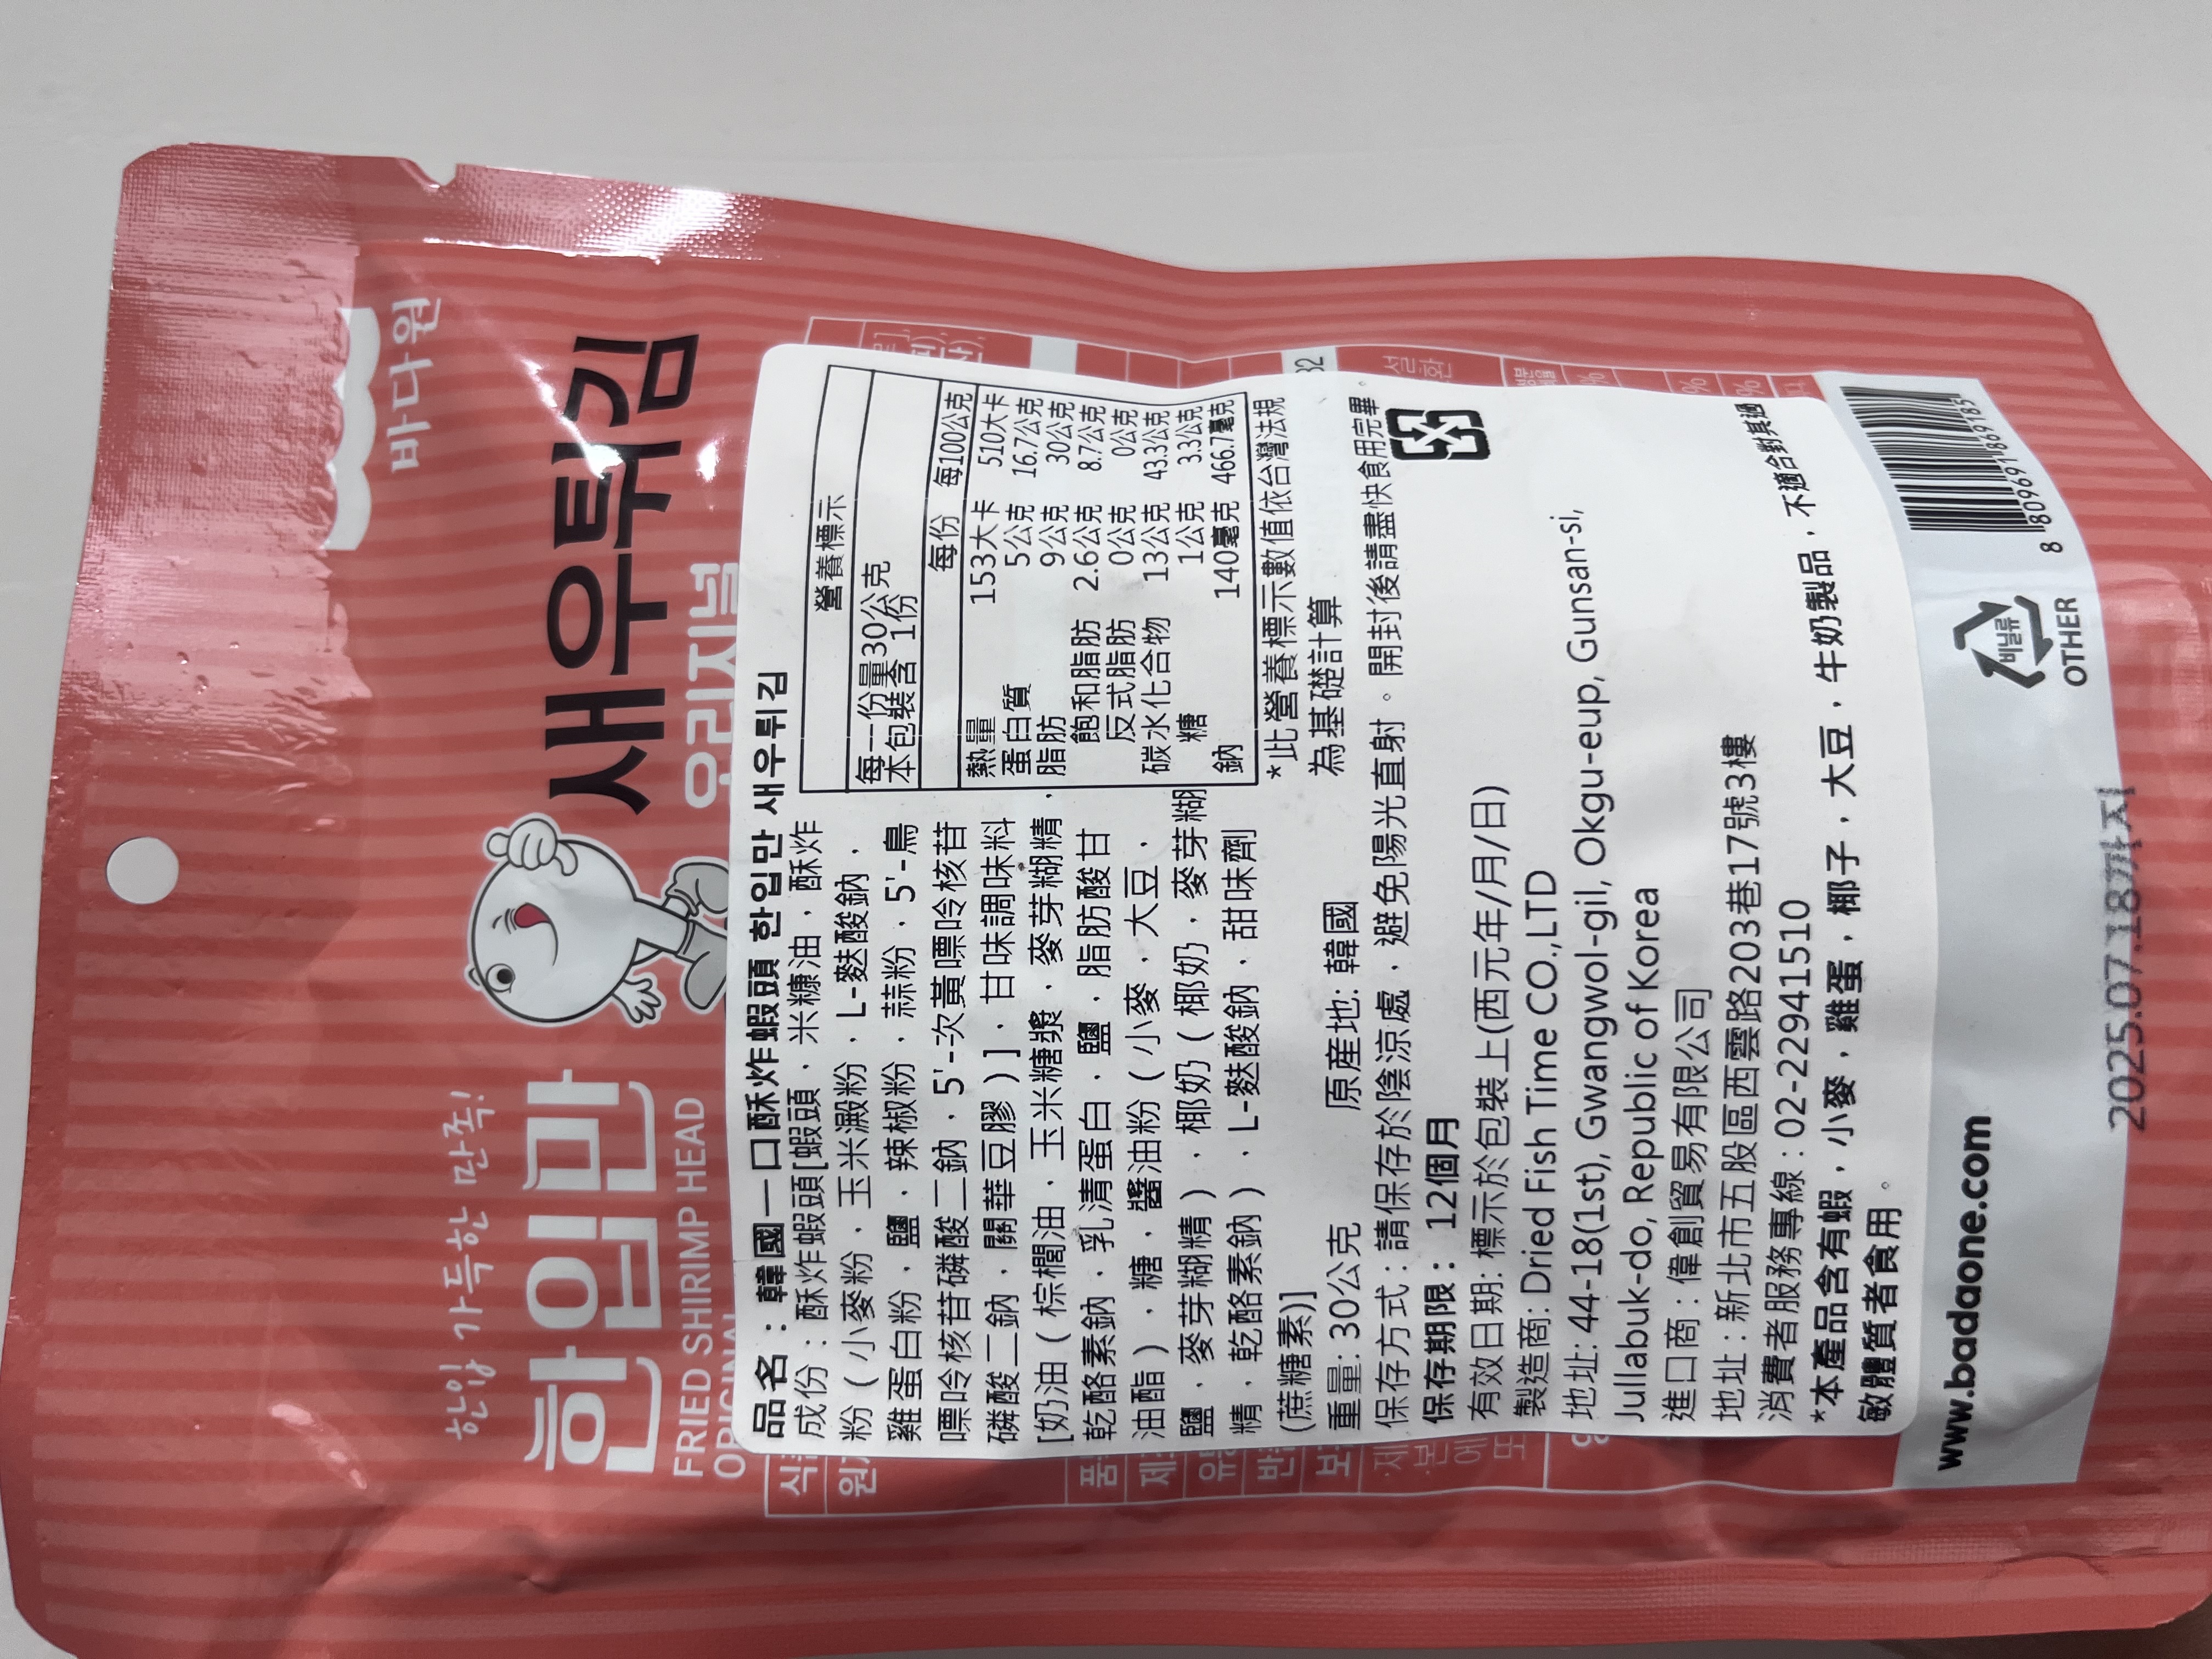 바다원
한입 가득한 만족!
한입만 새우튀김
FRIED SHIRIMP HEAD
오리지널
品名：韓國一口酥炸蝦頭 한입만 새우튀김
成份：酥炸蝦頭[蝦頭，米糠油，酥炸
粉（小麥粉，玉米澱粉，L-麩酸鈉，
雞蛋白粉，鹽，辣椒粉，蒜粉，5'-鳥
嘌呤核苷磷酸二鈉，5'-次黃嘌呤核苷
磷酸二鈉，關華豆膠）]，甘味調味料
[奶油（棕櫚油，玉米糖漿，麥芽糊精，
乾酪素鈉，乳清蛋白，鹽，脂肪酸甘
油酯），糖，醬油粉（小麥，大豆，
鹽，麥芽糊精），椰奶（椰奶，麥芽糊
精，乾酪素鈉），L-麩酸鈉，甜味劑
(蔗糖素)]
營養標示
每一份量30公克
本包裝含 1份
每份 每100公克
熱量 153大卡 510大卡
蛋白質 5公克 16.7公克
脂肪 9公克 30公克
飽和脂肪 2.6公克 8.7公克
反式脂肪 0公克 0公克
碳水化合物 13公克 43.3公克
糖 1公克 3.3公克
鈉 140毫克 466.7毫克
*此營養標示數值依台灣法規
為基礎計算
重量: 30公克 原産地: 韓國
保存方式：請保存於陰涼處，避免陽光直射。開封後請盡快食用完畢。
保存期限：12個月
有效日期: 標示於包裝上(西元年/月/日)
製造商: Dried Fish Time CO.,LTD
地址: 44-18(1st), Gwangwol-gil, Okgu-eup, Gunsan-si,
Jullabuk-do, Republic of Korea
進口商：偉創貿易有限公司
地址：新北市五股區西雲路203巷17號3樓
消費者服務專線：02-22941510
*本產品含有蝦，小麥，雞蛋，椰子，大豆，牛奶製品，不適合對其過
敏體質者食用。
www.badaone.com
비닐류
OTHER
8 809691 869185
2025.07.18까지